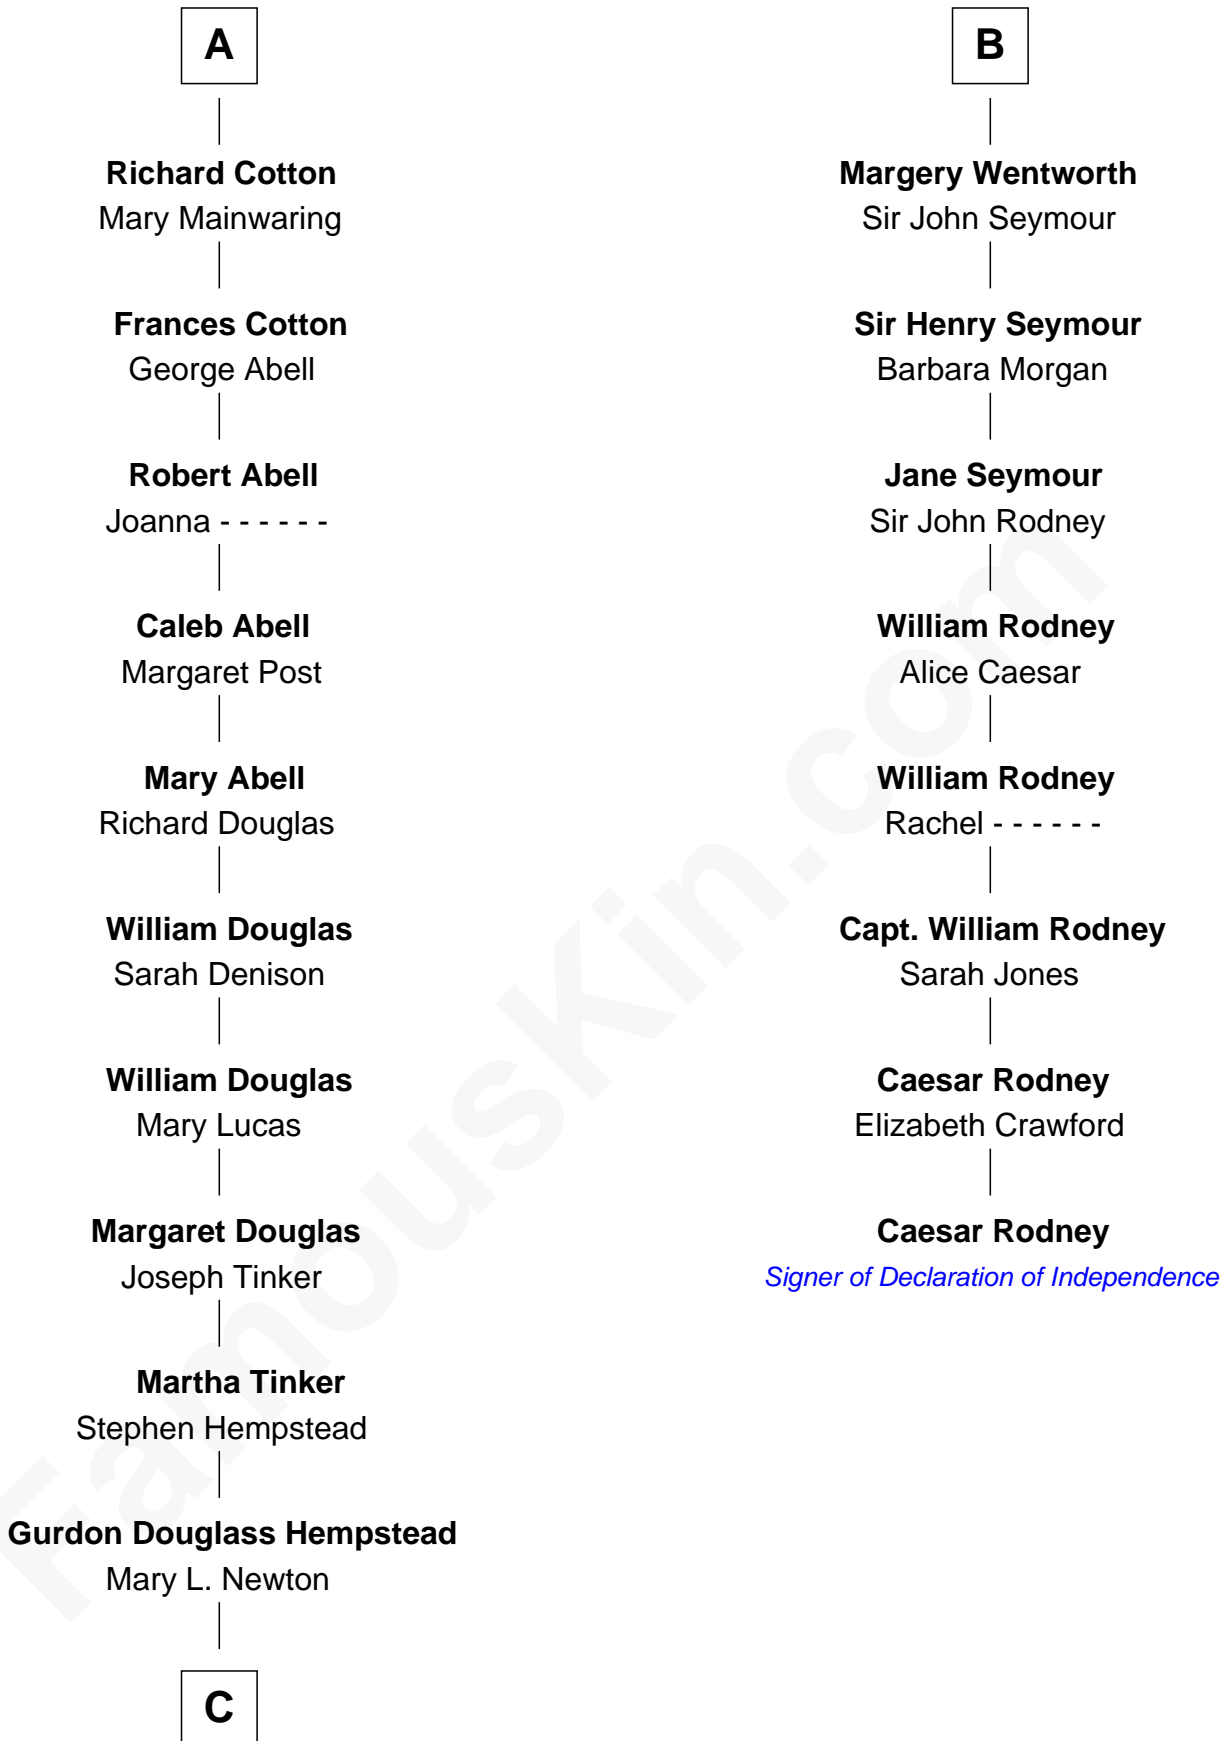 A
Richard Cotton
Mary Mainwaring
Frances Cotton
George Abell
Robert Abell
Joanna - - - - - -
Caleb Abell
Margaret Post
Mary Abell
Richard Douglas
William Douglas
Sarah Denison
William Douglas
Mary Lucas
Margaret Douglas
Joseph Tinker
Martha Tinker
Stephen Hempstead
Gurdon Douglass Hempstead
Mary L. Newton
C
B
Margery Wentworth
Sir John Seymour
Sir Henry Seymour
Barbara Morgan
Jane Seymour
Sir John Rodney
William Rodney
Alice Caesar
William Rodney
Rachel - - - - - -
Capt. William Rodney
Sarah Jones
Caesar Rodney
Elizabeth Crawford
Caesar Rodney
Signer of Declaration of Independence
FamousKin.com